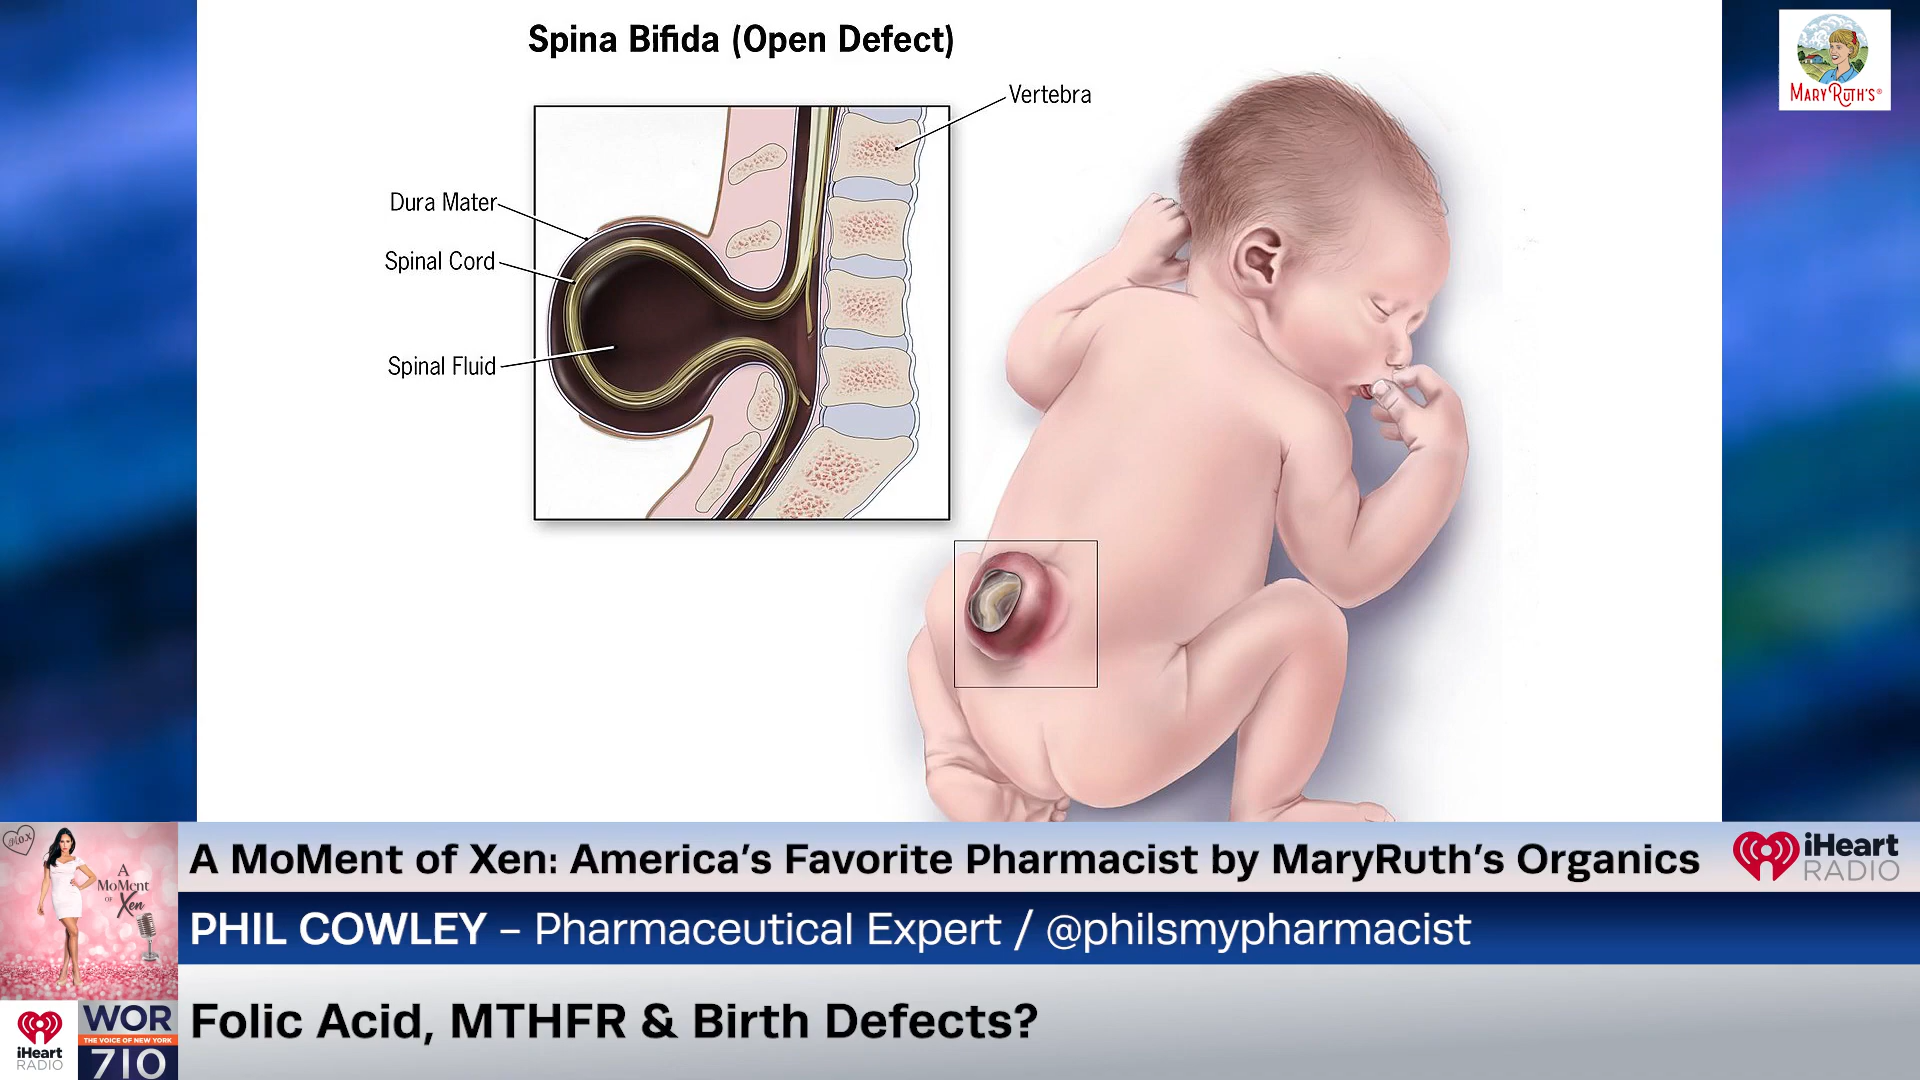 Spina Bifida (Open Defect)
Vertebra
Dura Mater
Spinal Cord
Spinal Fluid
MARYRUTH'S®
A MoMent of Xen: America's Favorite Pharmacist by MaryRuth's Organics
iHeart
RADIO
PHIL COWLEY – Pharmaceutical Expert / @philsmypharmacist
Folic Acid, MTHFR & Birth Defects?
A
MoMent
OF Xen
iHeart
RADIO
WOR
THE VOICE OF NEW YORK
710